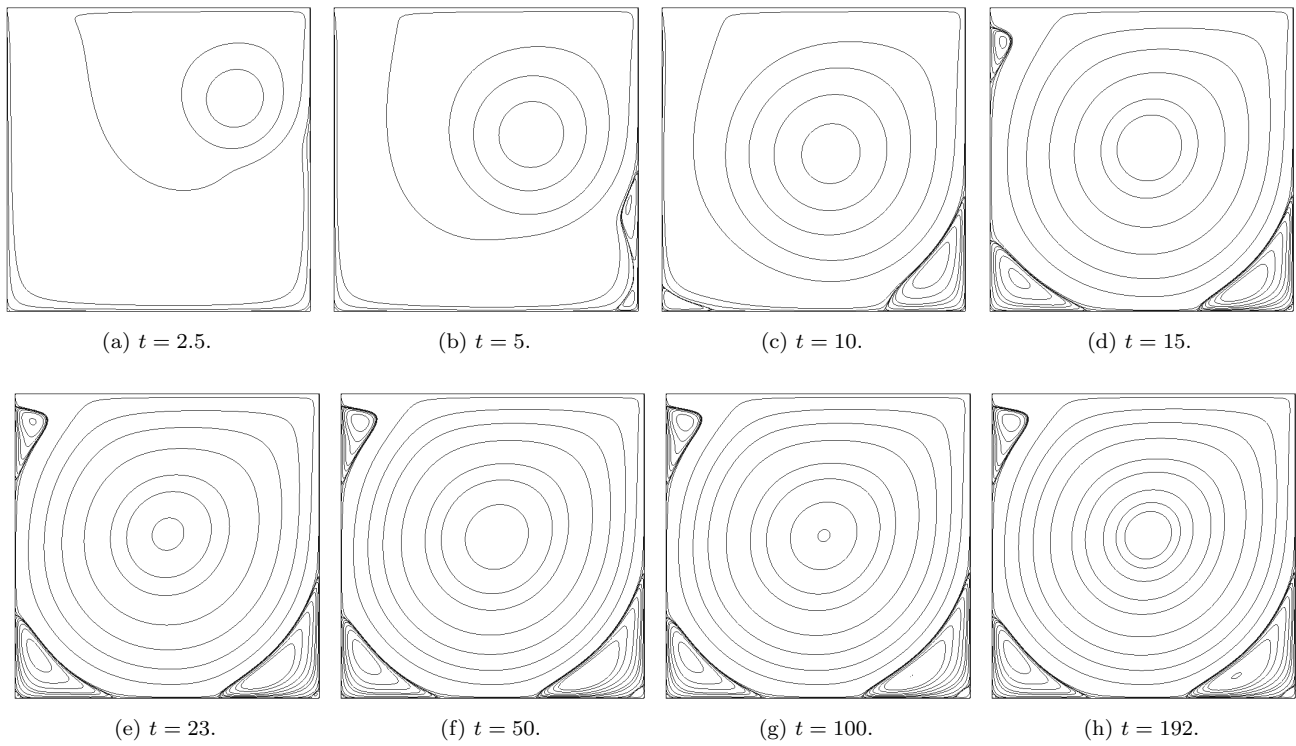 (a) t = 2.5.
(b) t = 5.
(c) t = 10.
(d) t = 15.
(e) t = 23.
(f) t = 50.
(g) t = 100.
(h) t = 192.